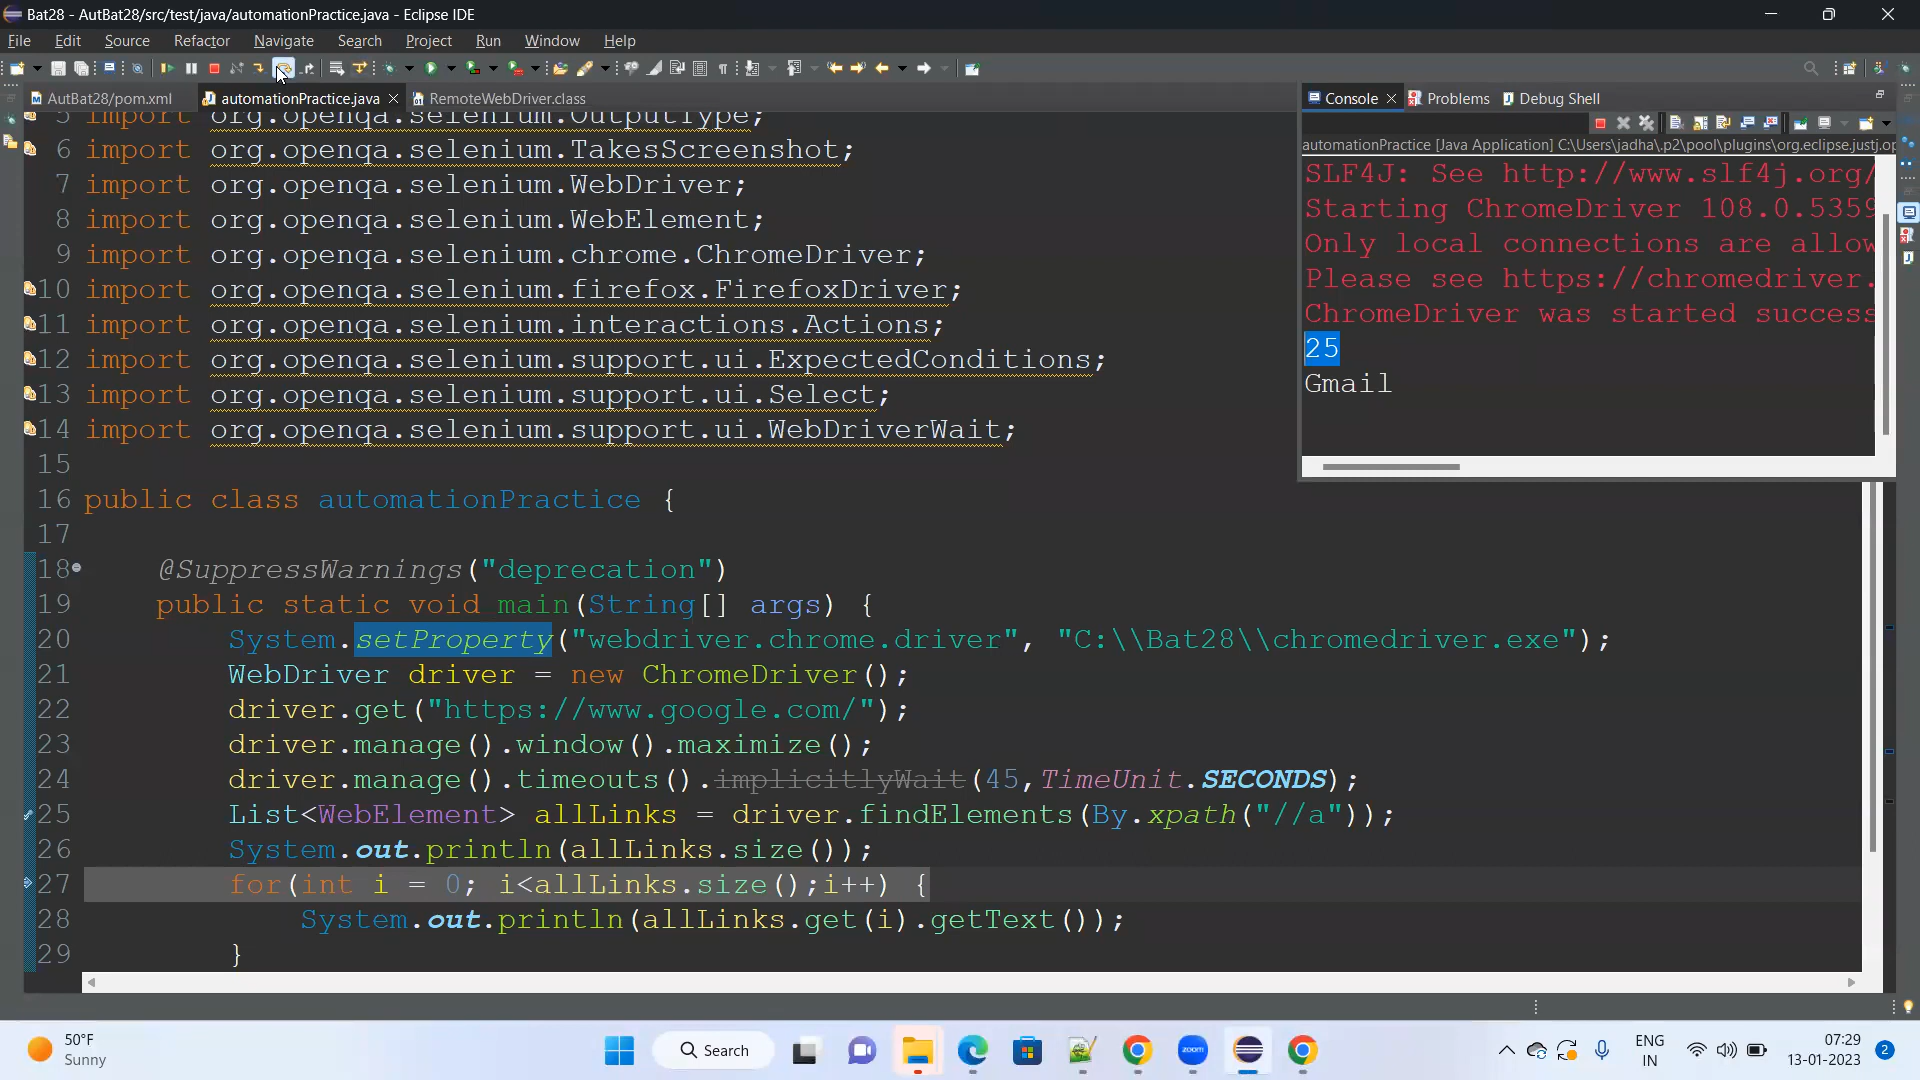 Bat28 - AutBat28/src/test/java/automationPractice.java - Eclipse IDE
File Edit Source Refactor Navigate Search Project Run Window Help
AutBat28/pom.xml automationPractice.java RemoteWebDriver.class
5 import org.openqa.selenium.OutputType;
6 import org.openqa.selenium.TakesScreenshot;
7 import org.openqa.selenium.WebDriver;
8 import org.openqa.selenium.WebElement;
9 import org.openqa.selenium.chrome.ChromeDriver;
10 import org.openqa.selenium.firefox.FirefoxDriver;
11 import org.openqa.selenium.interactions.Actions;
12 import org.openqa.selenium.support.ui.ExpectedConditions;
13 import org.openqa.selenium.support.ui.Select;
14 import org.openqa.selenium.support.ui.WebDriverWait;
15
16 public class automationPractice {
17
18 @SuppressWarnings("deprecation")
19 public static void main(String[] args) {
20 System.setProperty("webdriver.chrome.driver", "C:\\Bat28\\chromedriver.exe");
21 WebDriver driver = new ChromeDriver();
22 driver.get("https://www.google.com/");
23 driver.manage().window().maximize();
24 driver.manage().timeouts().implicitlyWait(45,TimeUnit.SECONDS);
25 List<WebElement> allLinks = driver.findElements(By.xpath("//a"));
26 System.out.println(allLinks.size());
27 for(int i = 0; i<allLinks.size();i++) {
28 System.out.println(allLinks.get(i).getText());
29 }
Console Problems Debug Shell
automationPractice [Java Application] C:\Users\jadha\.p2\pool\plugins\org.eclipse.justj.op
SLF4J: See http://www.slf4j.org/
Starting ChromeDriver 108.0.5359
Only local connections are allow
Please see https://chromedriver.
ChromeDriver was started success
25
Gmail
50°F
Sunny
Search
zoom
ENG
IN
07:29
13-01-2023
2